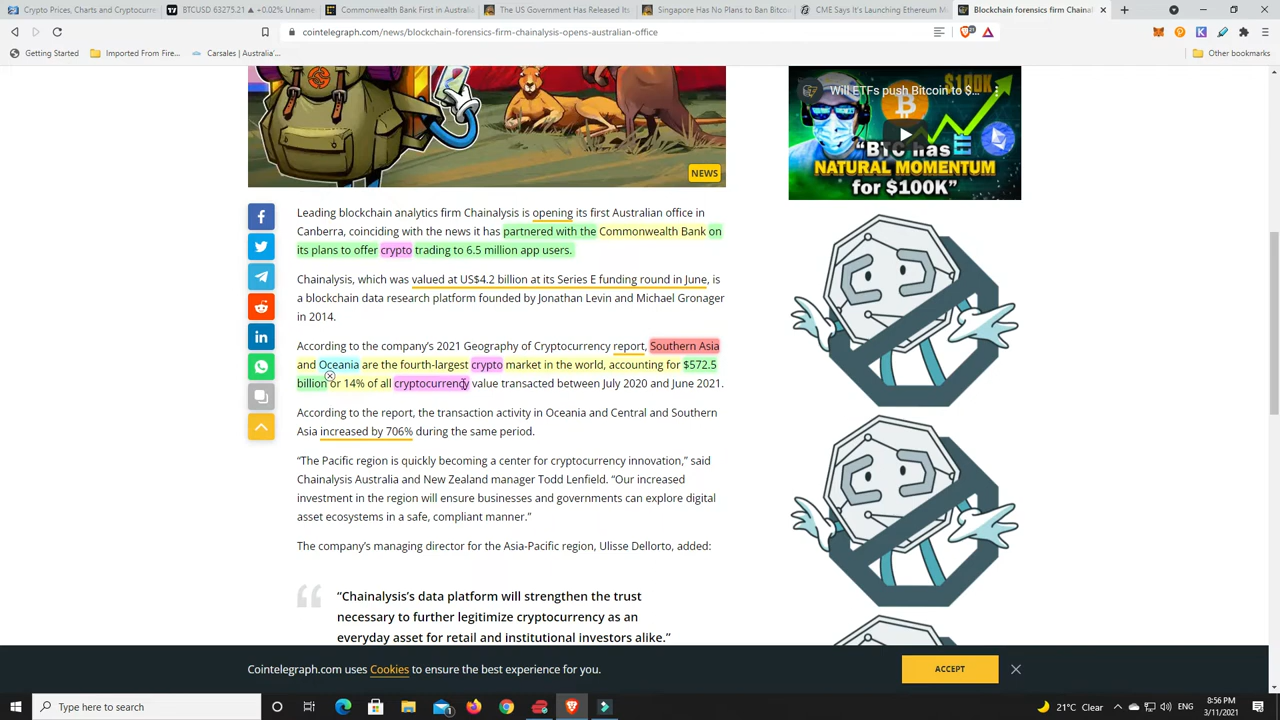 Crypto Prices, Charts and Cryptocurr
BTCUSD 63275.21 ▲ +0.02% Unname
Commonwealth Bank First in Australia
The US Government Has Released Its
Singapore Has No Plans to Ban Bitco
CME Says It's Launching Ethereum M
Blockchain forensics firm Chainal
cointelegraph.com/news/blockchain-forensics-firm-chainalysis-opens-australian-office
Getting Started
Imported From Fire...
Carsales | Australia'...
Other bookmarks
NEWS
Will ETFs push Bitcoin to $...
$100K
"BTC has
ETF
NATURAL MOMENTUM
for $100K"
Leading blockchain analytics firm Chainalysis is opening its first Australian office in
Canberra, coinciding with the news it has partnered with the Commonwealth Bank on
its plans to offer crypto trading to 6.5 million app users.
Chainalysis, which was valued at US$4.2 billion at its Series E funding round in June, is
a blockchain data research platform founded by Jonathan Levin and Michael Gronager
in 2014.
According to the company's 2021 Geography of Cryptocurrency report, Southern Asia
and Oceania are the fourth-largest crypto market in the world, accounting for $572.5
billion or 14% of all cryptocurrency value transacted between July 2020 and June 2021.
According to the report, the transaction activity in Oceania and Central and Southern
Asia increased by 706% during the same period.
“The Pacific region is quickly becoming a center for cryptocurrency innovation,” said
Chainalysis Australia and New Zealand manager Todd Lenfield. “Our increased
investment in the region will ensure businesses and governments can explore digital
asset ecosystems in a safe, compliant manner.”
The company's managing director for the Asia-Pacific region, Ulisse Dellorto, added:
“Chainalysis's data platform will strengthen the trust
necessary to further legitimize cryptocurrency as an
everyday asset for retail and institutional investors alike.”
Cointelegraph.com uses Cookies to ensure the best experience for you.
ACCEPT
Type here to search
21°C Clear
ENG
8:56 PM
3/11/2021